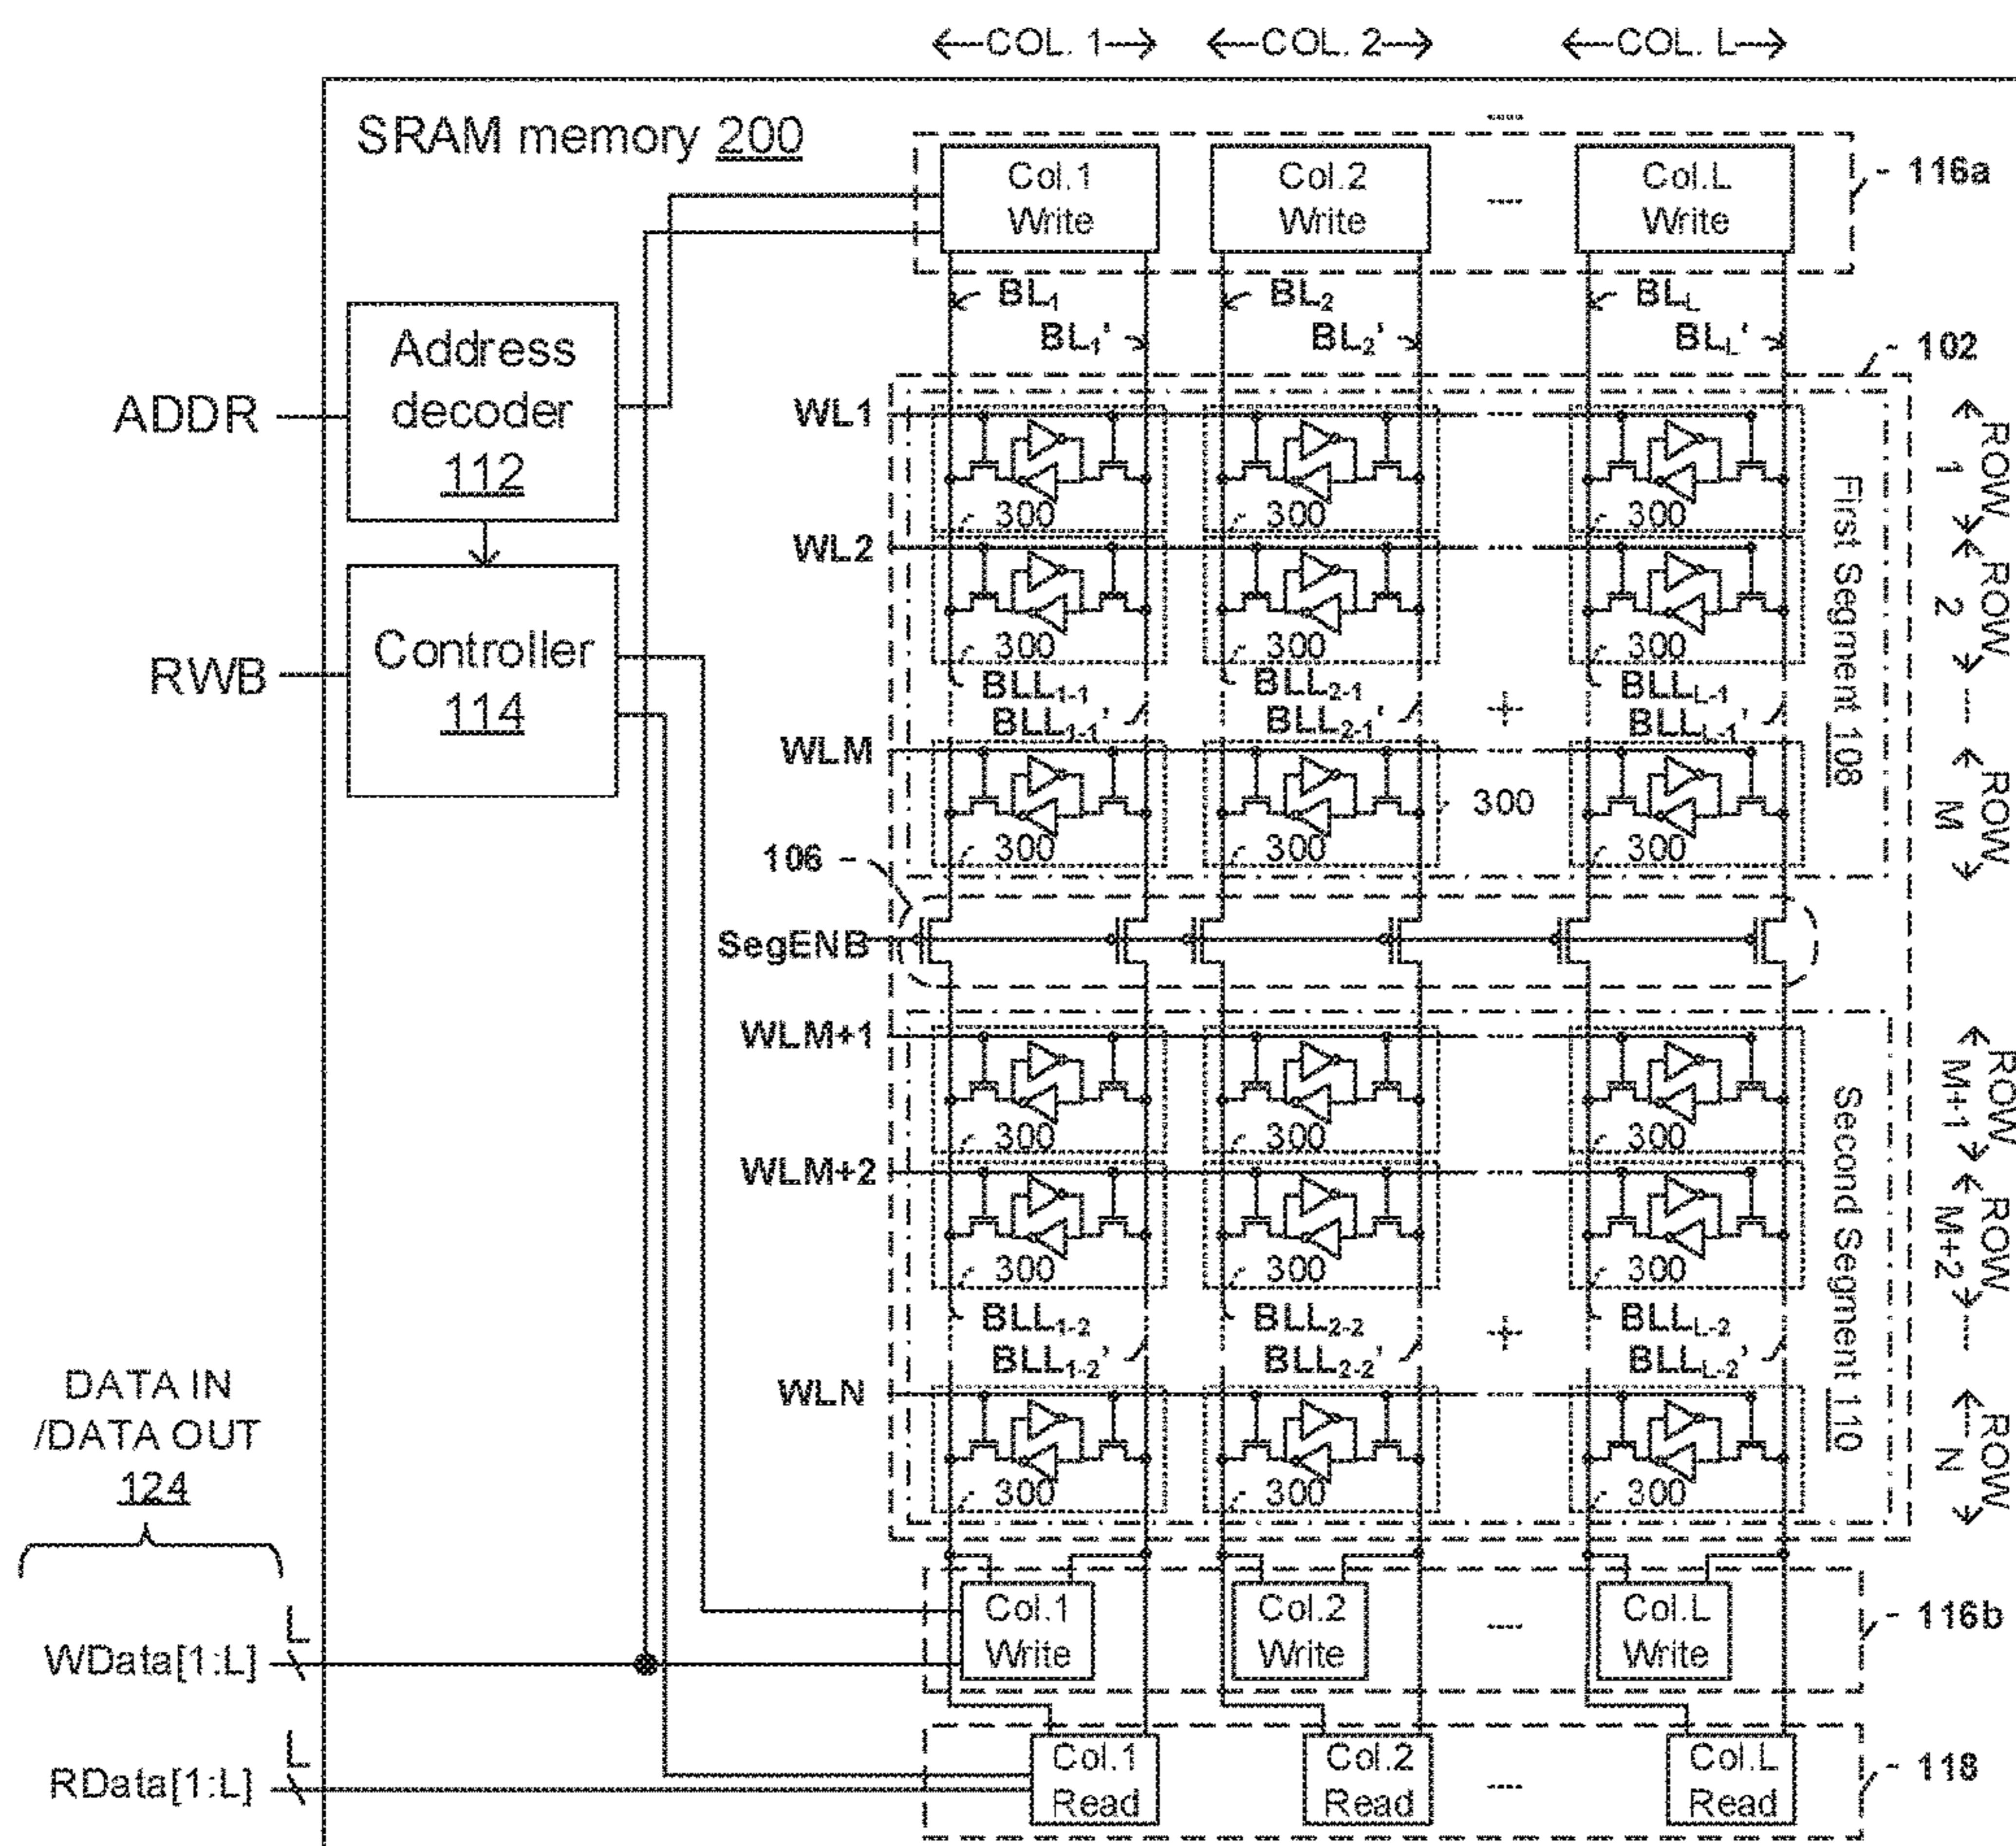 COL. 1 COL. 2 COL. L
SRAM memory 200
Col.1 Write Col.2 Write ---- Col.L Write 116a
BL₁ BL₂ BL_L
BL₁' BL₂' BL_L' 102
Address decoder 112
ADDR
Controller 114
RWB
WL1 ROW 1
300 300 300
WL2 ROW 2
300 300 300
First Segment 108
BLL₁₋₁ BLL₂₋₁ BLL_L-1
BLL₁₋₁' BLL₂₋₁' BLL_L-1'
WLM 300 ROW M
300 300 300
106
SegENB
WLM+1 ROW M+1
300 300 300
WLM+2 ROW M+2
300 300 300
Second Segment 110
BLL₁₋₂ BLL₂₋₂ BLL_L-2
BLL₁₋₂' BLL₂₋₂' BLL_L-2'
WLN ROW N
300 300 300
DATA IN
/DATA OUT
124
Col.1 Write Col.2 Write ---- Col.L Write 116b
L
WData[1:L]
Col.1 Read Col.2 Read ---- Col.L Read 118
L
RData[1:L]